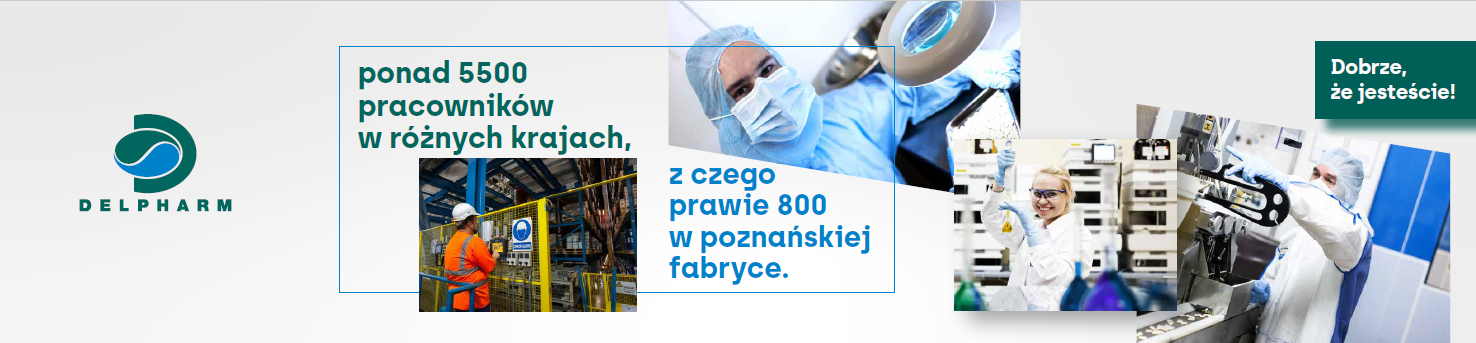 DELPHARM
ponad 5500
pracowników
w różnych krajach,
z czego
prawie 800
w poznańskiej
fabryce.
Dobrze,
że jesteście!